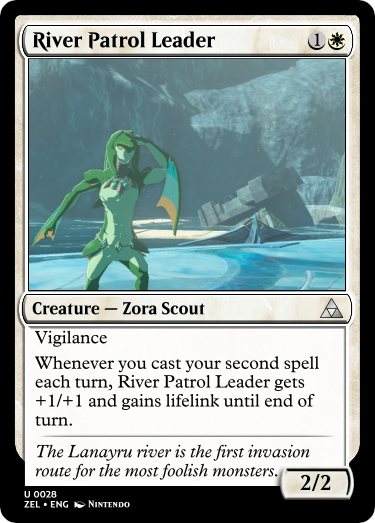 River Patrol Leader 1
Creature — Zora Scout
Vigilance
Whenever you cast your second spell
each turn, River Patrol Leader gets
+1/+1 and gains lifelink until end of
turn.
The Lanayru river is the first invasion
route for the most foolish monsters.
2/2
U 0028
ZEL • ENG Nintendo